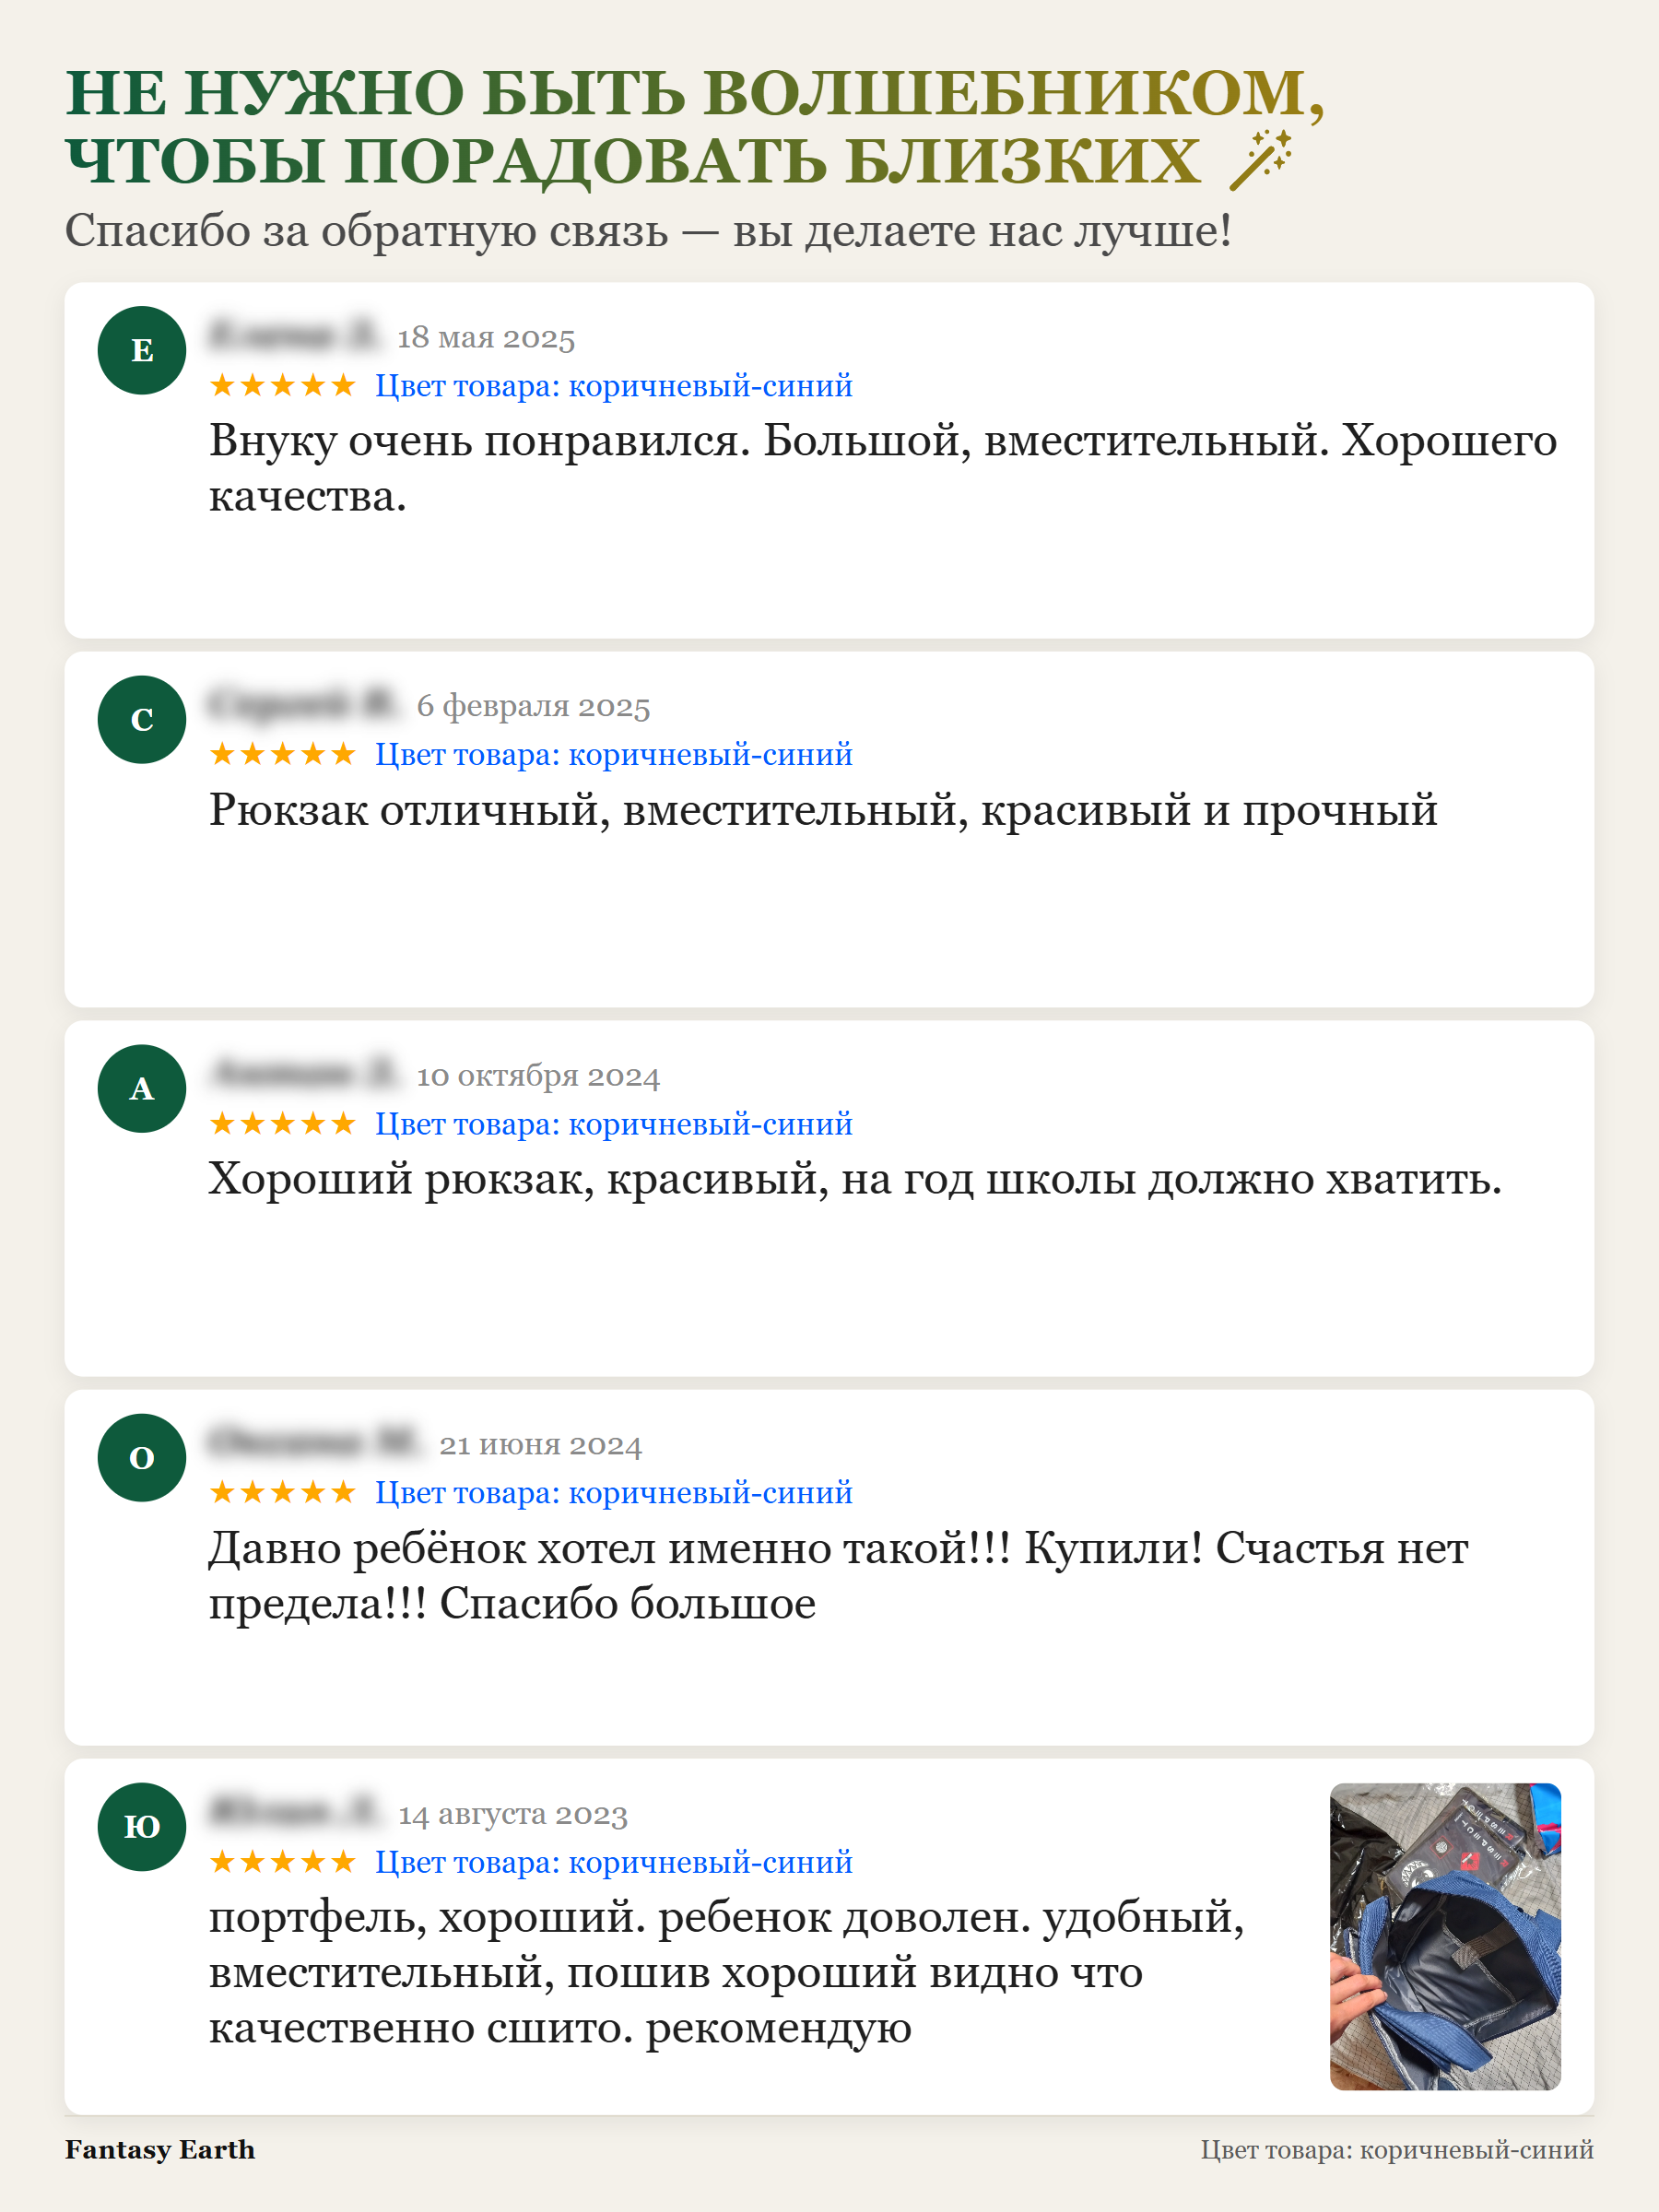 НЕ НУЖНО БЫТЬ ВОЛШЕБНИКОМ,
ЧТОБЫ ПОРАДОВАТЬ БЛИЗКИХ
Спасибо за обратную связь — вы делаете нас лучше!
Е
18 мая 2025
★★★★★ Цвет товара: коричневый-синий
Внуку очень понравился. Большой, вместительный. Хорошего
качества.
С
6 февраля 2025
★★★★★ Цвет товара: коричневый-синий
Рюкзак отличный, вместительный, красивый и прочный
А
10 октября 2024
★★★★★ Цвет товара: коричневый-синий
Хороший рюкзак, красивый, на год школы должно хватить.
О
21 июня 2024
★★★★★ Цвет товара: коричневый-синий
Давно ребёнок хотел именно такой!!! Купили! Счастья нет
предела!!! Спасибо большое
Ю
14 августа 2023
★★★★★ Цвет товара: коричневый-синий
портфель, хороший. ребенок доволен. удобный,
вместительный, пошив хороший видно что
качественно сшито. рекомендую
Fantasy Earth
Цвет товара: коричневый-синий